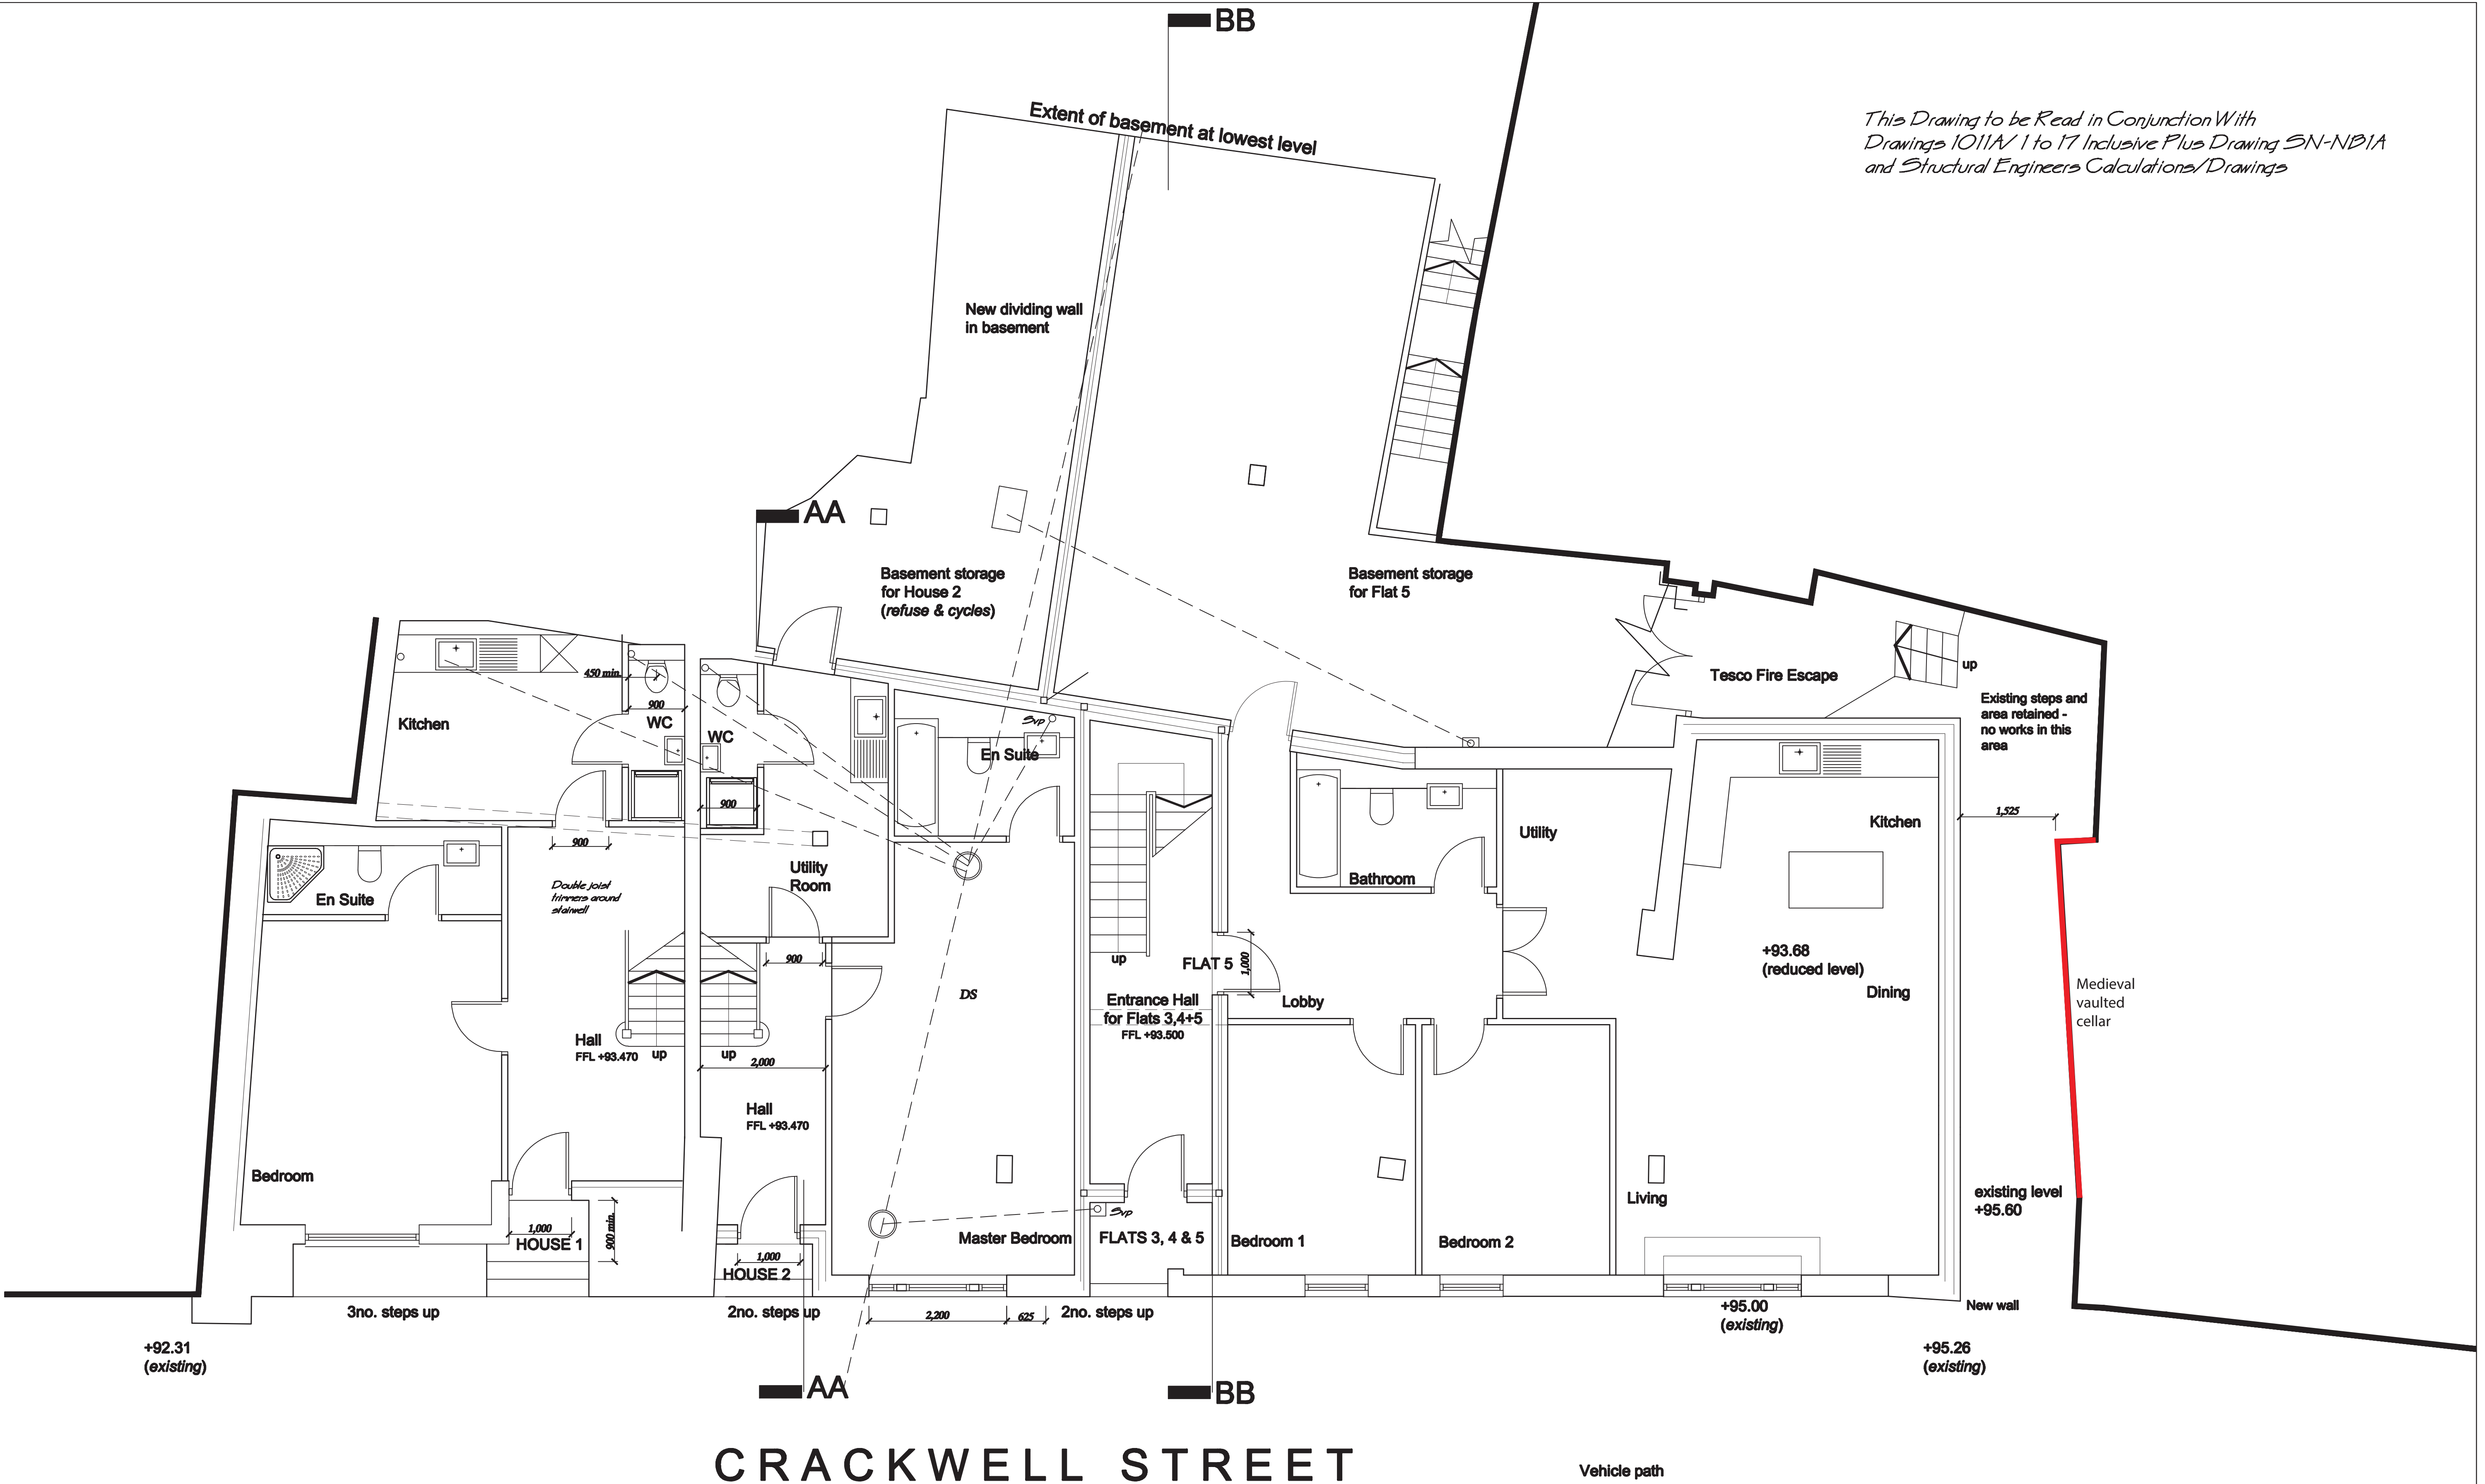 BB
Extent of basement at lowest level
This Drawing to be Read in Conjunction With
Drawings 1011A/ 1 to 17 Inclusive Plus Drawing SN-NB1A
and Structural Engineers Calculations/Drawings
New dividing wall
in basement
AA
Basement storage
for House 2
(refuse & cycles)
Basement storage
for Flat 5
Tesco Fire Escape
up
Existing steps and
area retained -
no works in this
area
450 min.
900
WC
Kitchen
WC
900
900
Svp
En Suite
Utility
Room
En Suite
Double joist
trimmers around
stairwell
Bathroom
Utility
Kitchen
1,525
900
DS
up
FLAT 5
1,000
Entrance Hall
for Flats 3,4+5
FFL +93.500
Lobby
+93.68
(reduced level)
Dining
Medieval
vaulted
cellar
Hall
FFL +93.470
up
up
2,000
Hall
FFL +93.470
Bedroom
1,000
HOUSE 1
900 min.
1,000
HOUSE 2
Master Bedroom
Svp
FLATS 3, 4 & 5
Bedroom 1
Bedroom 2
Living
existing level
+95.60
3no. steps up
2no. steps up
2,200
625
2no. steps up
+95.00
(existing)
New wall
+92.31
(existing)
+95.26
(existing)
AA
BB
CRACKWELL STREET
Vehicle path